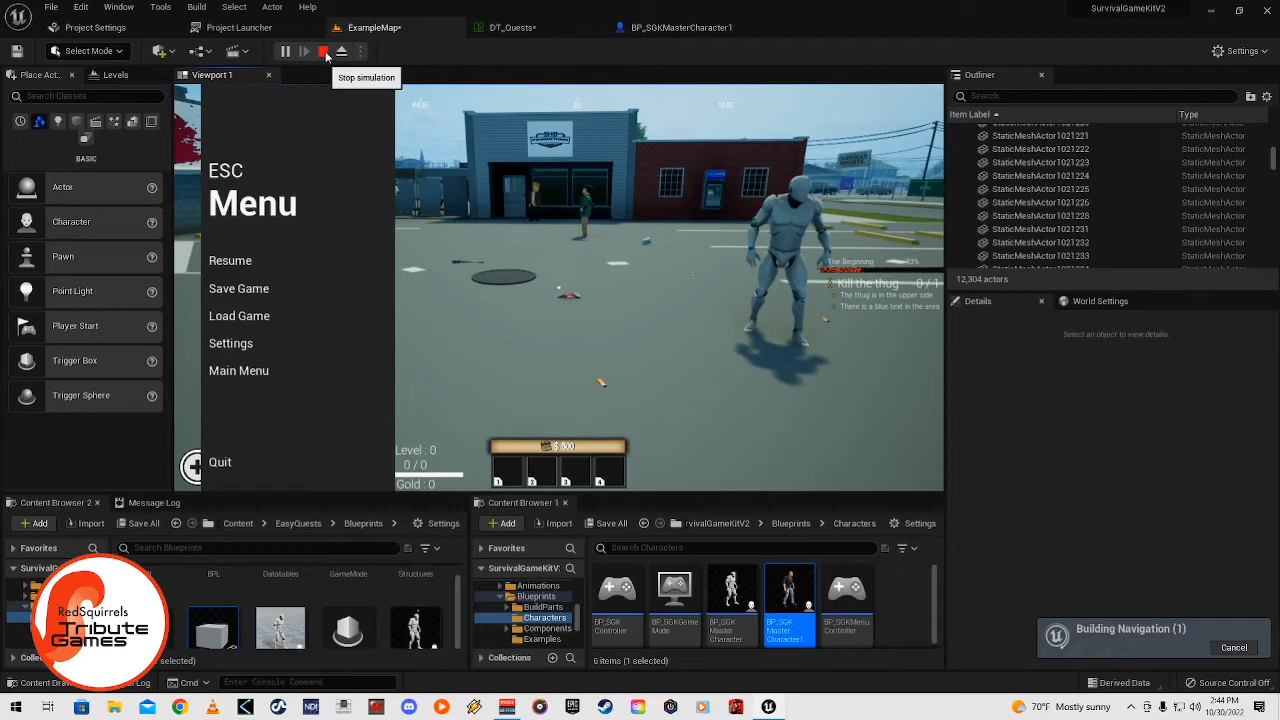 File Edit Window Tools Build Select Actor Help
SurvivalGameKitV2
Project Settings
ExampleMap*
DT_Quests*
BP_SGKMasterCharacter1
Project Launcher
Select Mode
Settings
Stop simulation
Place Act...
Levels
Viewport 1
Outliner
Search Classes
Search...
Item Label
Type
NE
E
SE
BASIC
Actor
Character
Pawn
Point Light
Player Start
Trigger Box
Trigger Sphere
ESC
Menu
Resume
Save Game
Load Game
Settings
Main Menu
Quit
StaticMeshActor1021222 StaticMeshActor
StaticMeshActor1021223 StaticMeshActor
StaticMeshActor1021224 StaticMeshActor
StaticMeshActor1021225 StaticMeshActor
StaticMeshActor1021226 StaticMeshActor
StaticMeshActor1021228 StaticMeshActor
StaticMeshActor1021231 StaticMeshActor
StaticMeshActor1021232 StaticMeshActor
StaticMeshActor1021233 StaticMeshActor
12,304 actors
Details
World Settings
Select an object to view details.
The Beginning
33%
Kill the thug 0 / 1
The thug is in the upper side
There is a blue text in the area
Level : 0
0 / 0
Gold : 0
$ 500
1 2 3 4
Content Browser 2
Message Log
Content Browser 1
Add Import Save All Content EasyQuests Blueprints Settings
Add Import Save All rvivalGameKitV2 Blueprints Characters Settings
Favorites
Search Blueprints
Favorites
Search Characters
SurvivalG
BPL Datatables GameMode Structures
SurvivalGameKitV:
Animations
Blueprints
BuildParts
Characters
Components
Examples
Collections
BP_SGK Controller
BP_SGKGame Mode
BP_SGK Master Character
BP_SGK Master Character1
BP_SGKMenu Controller
6 items (1 selected)
RedSquirrels
Tribute
Games
Building Navigation (1)
Cancel
Cmd
Enter Console Command
Derived Data
Source Control Off
70°F Mostly sunny
2:44 PM
10/30/2022